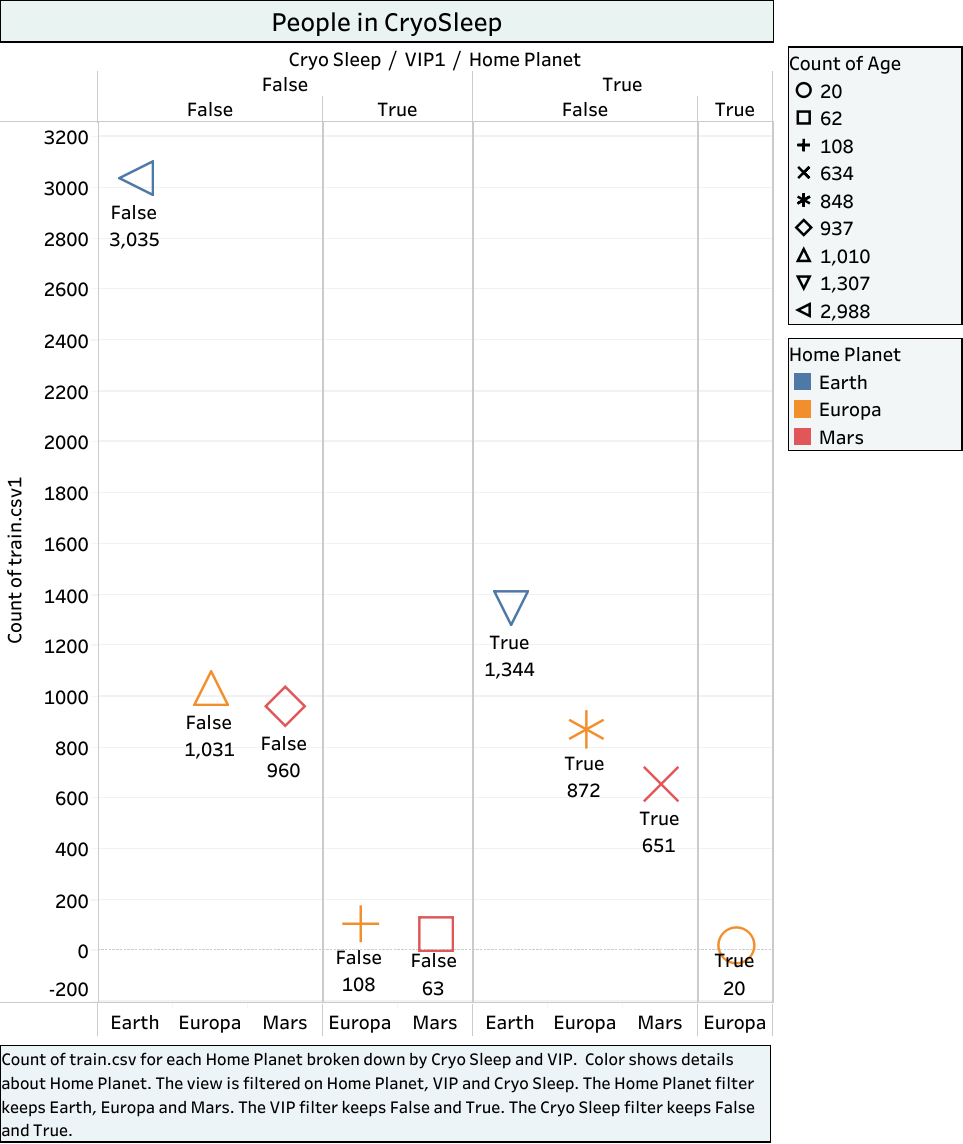 People in CryoSleep
Cryo Sleep / VIP1 / Home Planet
False True
False True False True
3200
3000
2800
2600
2400
2200
2000
1800
1600
1400
1200
1000
800
600
400
200
0
-200
Count of train.csv1
False
3,035
False
1,031
False
960
False
108
False
63
True
1,344
True
872
True
651
True
20
Earth Europa Mars Europa Mars Earth Europa Mars Europa
Count of Age
20
62
108
634
848
937
1,010
1,307
2,988
Home Planet
Earth
Europa
Mars
Count of train.csv for each Home Planet broken down by Cryo Sleep and VIP.  Color shows details
about Home Planet. The view is filtered on Home Planet, VIP and Cryo Sleep. The Home Planet filter
keeps Earth, Europa and Mars. The VIP filter keeps False and True. The Cryo Sleep filter keeps False
and True.